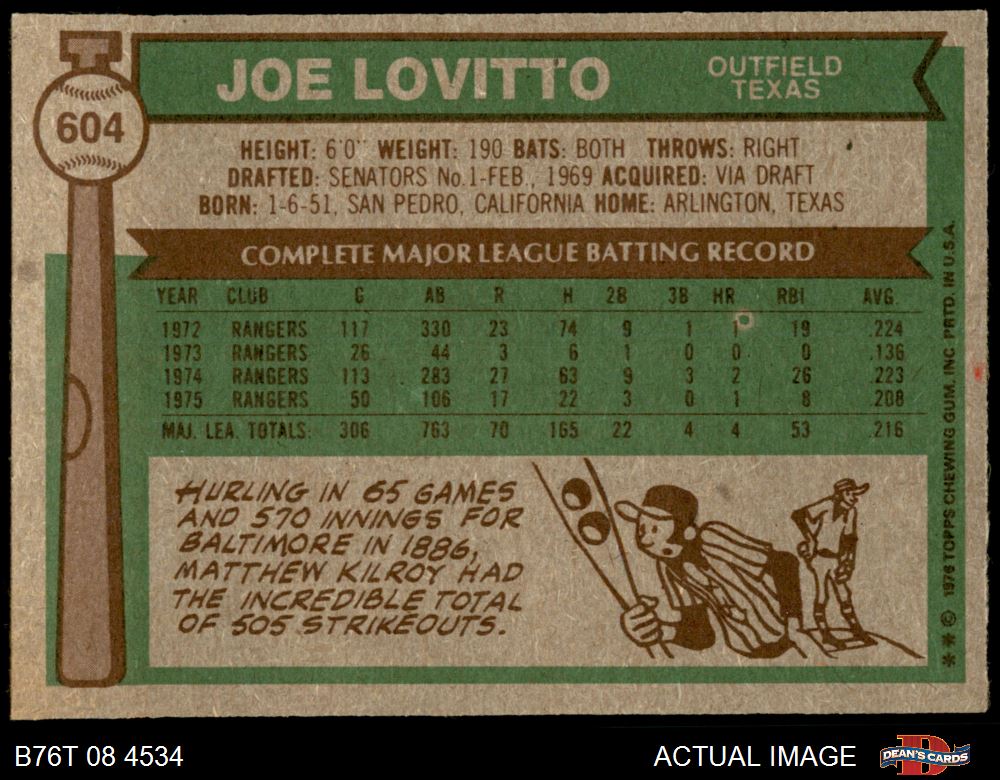 604
JOE LOVITTO
OUTFIELD
TEXAS
HEIGHT: 6'0" WEIGHT: 190 BATS: BOTH THROWS: RIGHT
DRAFTED: SENATORS No.1-FEB., 1969 ACQUIRED: VIA DRAFT
BORN: 1-6-51, SAN PEDRO, CALIFORNIA HOME: ARLINGTON, TEXAS
COMPLETE MAJOR LEAGUE BATTING RECORD
YEAR CLUB G AB R H 2B 3B HR RBI AVG.
1972 RANGERS 117 330 23 74 9 1 1 19 .224
1973 RANGERS 26 44 3 6 1 0 0 0 .136
1974 RANGERS 113 283 27 63 9 3 2 26 .223
1975 RANGERS 50 106 17 22 3 0 1 8 .208
MAJ. LEA. TOTALS: 306 763 70 165 22 4 4 53 .216
HURLING IN 65 GAMES
AND 570 INNINGS FOR
BALTIMORE IN 1886,
MATTHEW KILROY HAD
THE INCREDIBLE TOTAL
OF 505 STRIKEOUTS.
** © 1976 TOPPS CHEWING GUM, INC. PRTD. IN U.S.A.
B76T 08 4534
ACTUAL IMAGE
D
DEAN'S CARDS